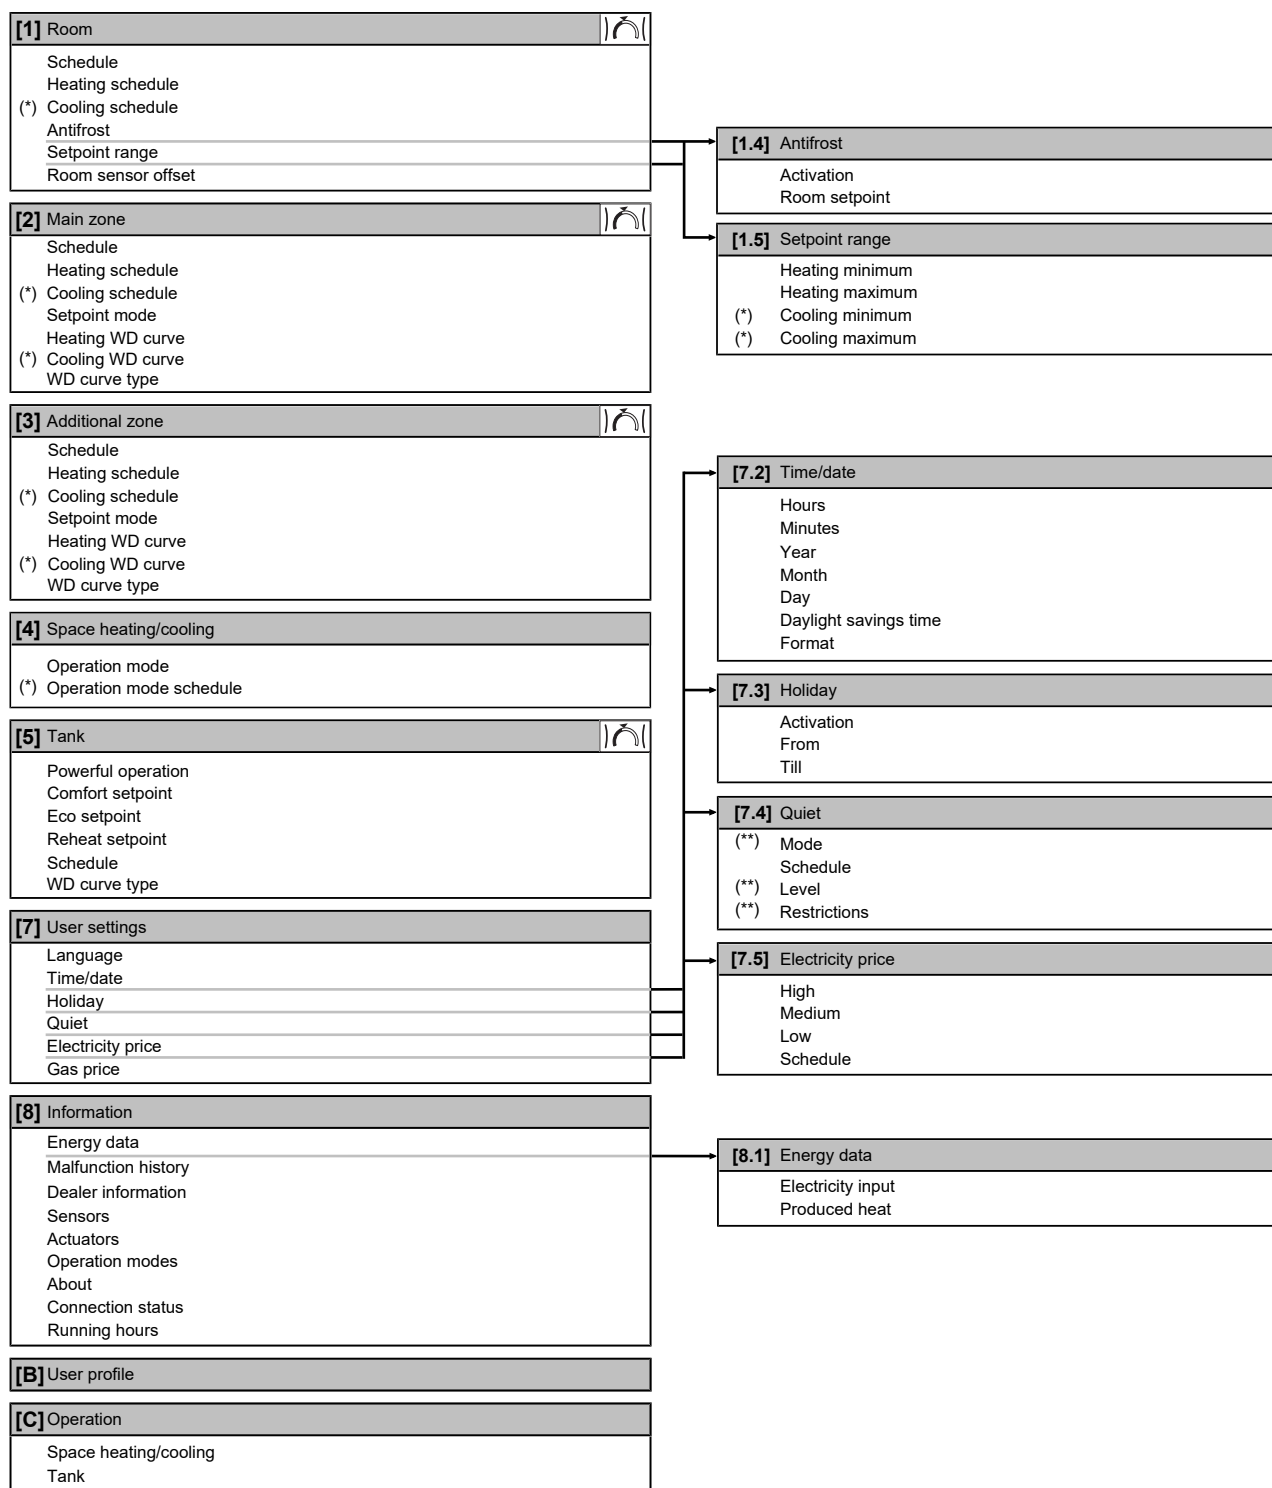 [1] Room
Schedule
Heating schedule
(*) Cooling schedule
Antifrost
Setpoint range
Room sensor offset
[2] Main zone
Schedule
Heating schedule
(*) Cooling schedule
Setpoint mode
Heating WD curve
(*) Cooling WD curve
WD curve type
[3] Additional zone
Schedule
Heating schedule
(*) Cooling schedule
Setpoint mode
Heating WD curve
(*) Cooling WD curve
WD curve type
[4] Space heating/cooling
Operation mode
(*) Operation mode schedule
[5] Tank
Powerful operation
Comfort setpoint
Eco setpoint
Reheat setpoint
Schedule
WD curve type
[7] User settings
Language
Time/date
Holiday
Quiet
Electricity price
Gas price
[8] Information
Energy data
Malfunction history
Dealer information
Sensors
Actuators
Operation modes
About
Connection status
Running hours
[B] User profile
[C] Operation
Space heating/cooling
Tank
[1.4] Antifrost
Activation
Room setpoint
[1.5] Setpoint range
Heating minimum
Heating maximum
(*) Cooling minimum
(*) Cooling maximum
[7.2] Time/date
Hours
Minutes
Year
Month
Day
Daylight savings time
Format
[7.3] Holiday
Activation
From
Till
[7.4] Quiet
(**) Mode
Schedule
(**) Level
(**) Restrictions
[7.5] Electricity price
High
Medium
Low
Schedule
[8.1] Energy data
Electricity input
Produced heat